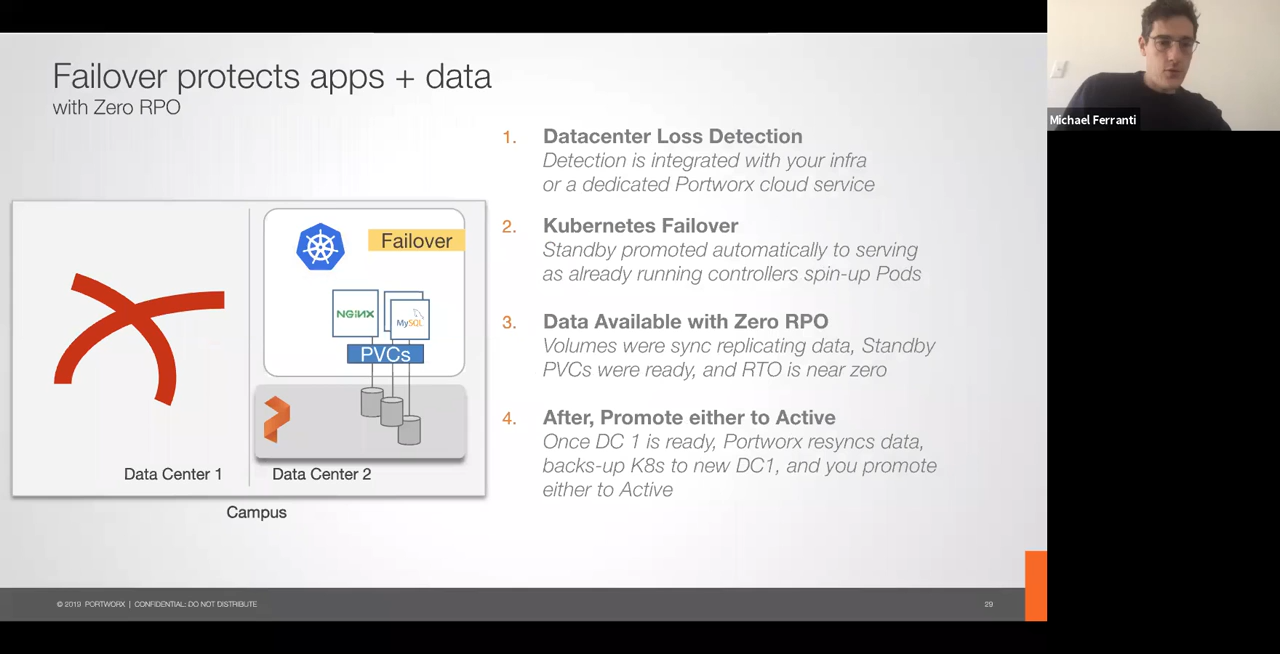 Failover protects apps + data
with Zero RPO
1. Datacenter Loss Detection
Detection is integrated with your infra
or a dedicated Portworx cloud service
2. Kubernetes Failover
Standby promoted automatically to serving
as already running controllers spin-up Pods
3. Data Available with Zero RPO
Volumes were sync replicating data, Standby
PVCs were ready, and RTO is near zero
4. After, Promote either to Active
Once DC 1 is ready, Portworx resyncs data,
backs-up K8s to new DC1, and you promote
either to Active
Failover
NGINX
MySQL
PVCs
Data Center 1
Data Center 2
Campus
© 2019 PORTWORX | CONFIDENTIAL: DO NOT DISTRIBUTE
29
Michael Ferranti